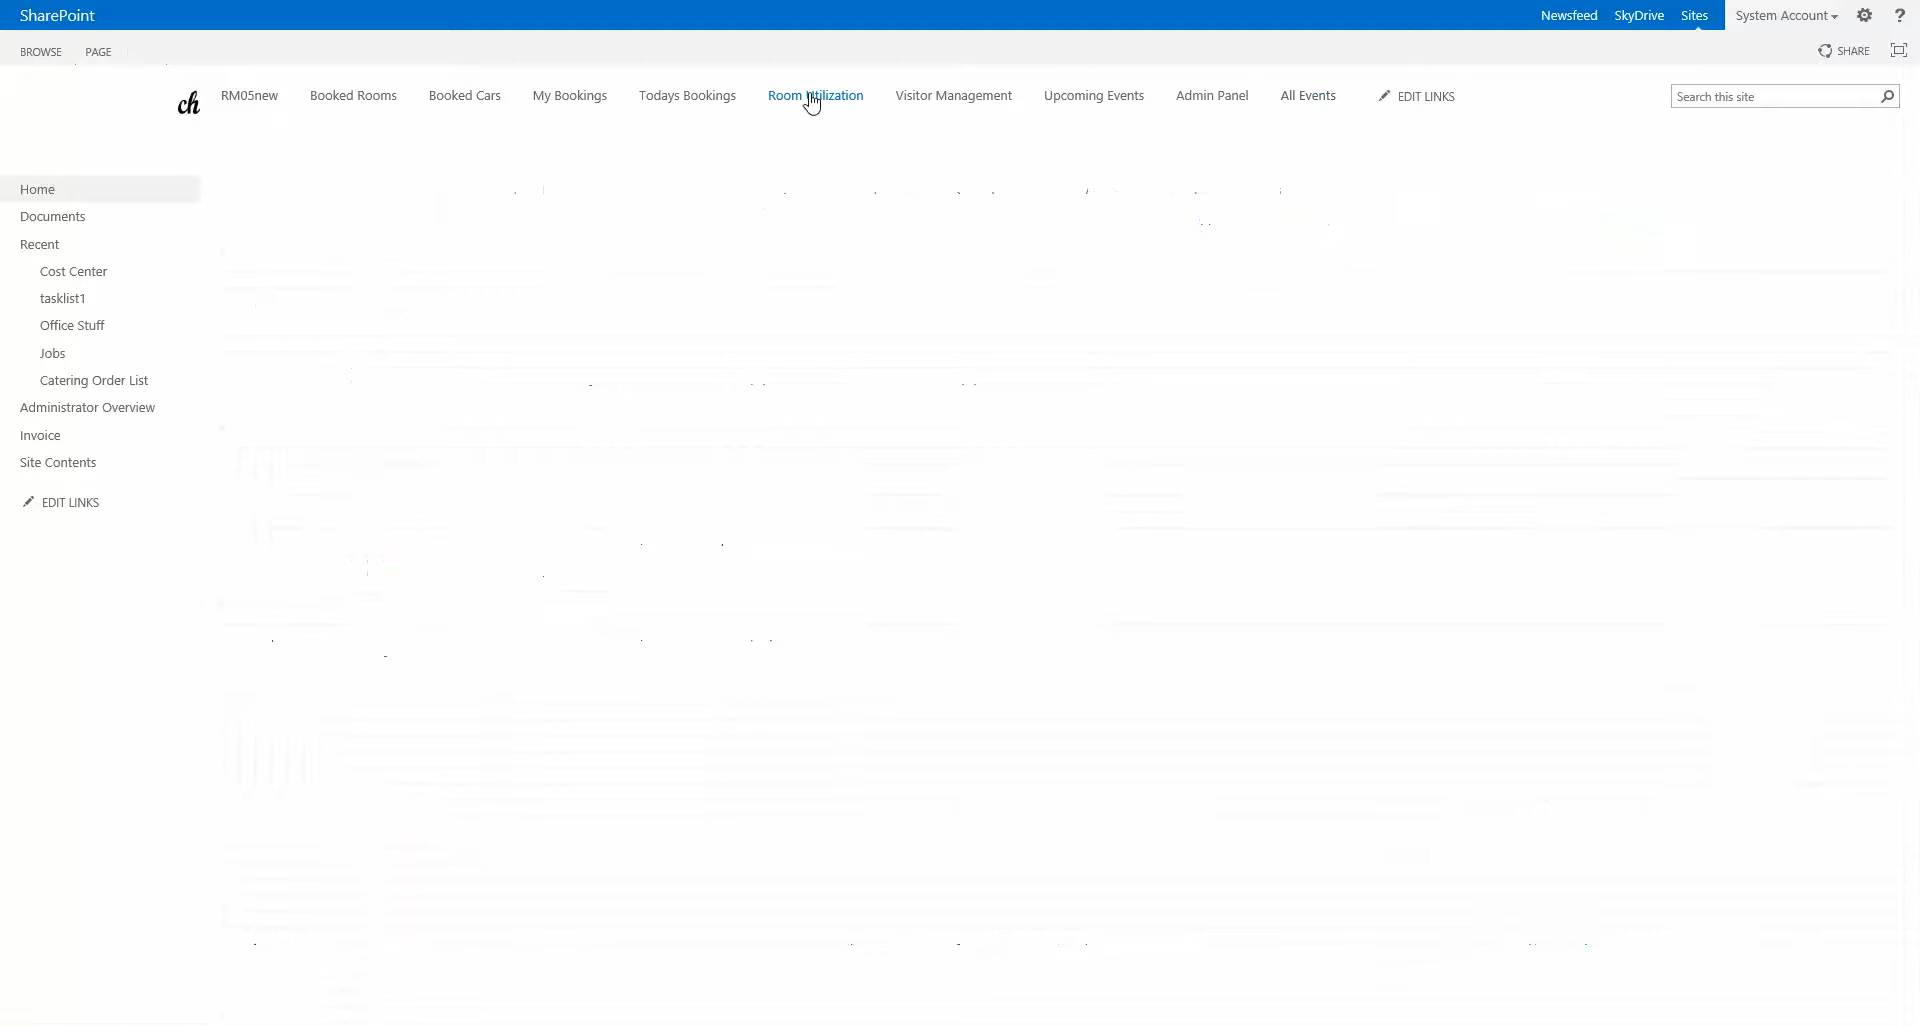 SharePoint
Newsfeed SkyDrive Sites System Account ?
BROWSE PAGE
SHARE
ch RM05new Booked Rooms Booked Cars My Bookings Todays Bookings Room Utilization Visitor Management Upcoming Events Admin Panel All Events EDIT LINKS
Search this site
Home
Documents
Recent
Cost Center
tasklist1
Office Stuff
Jobs
Catering Order List
Administrator Overview
Invoice
Site Contents
EDIT LINKS